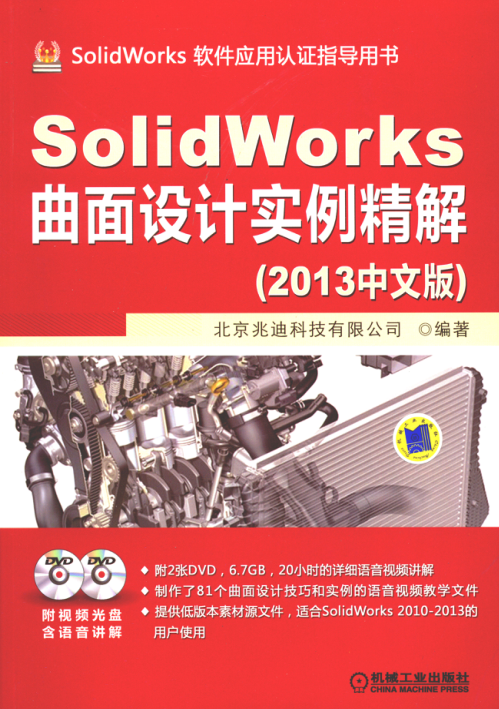 SolidWorks 软件应用认证指导用书
SolidWorks
曲面设计实例精解
(2013中文版)
北京兆迪科技有限公司 ◎编著
DVD DVD
附视频光盘
含语音讲解
◆ 附2张DVD，6.7GB，20小时的详细语音视频讲解
◆ 制作了81个曲面设计技巧和实例的语音视频教学文件
◆ 提供低版本素材源文件，适合SolidWorks 2010-2013的
用户使用
机械工业出版社
CHINA MACHINE PRESS